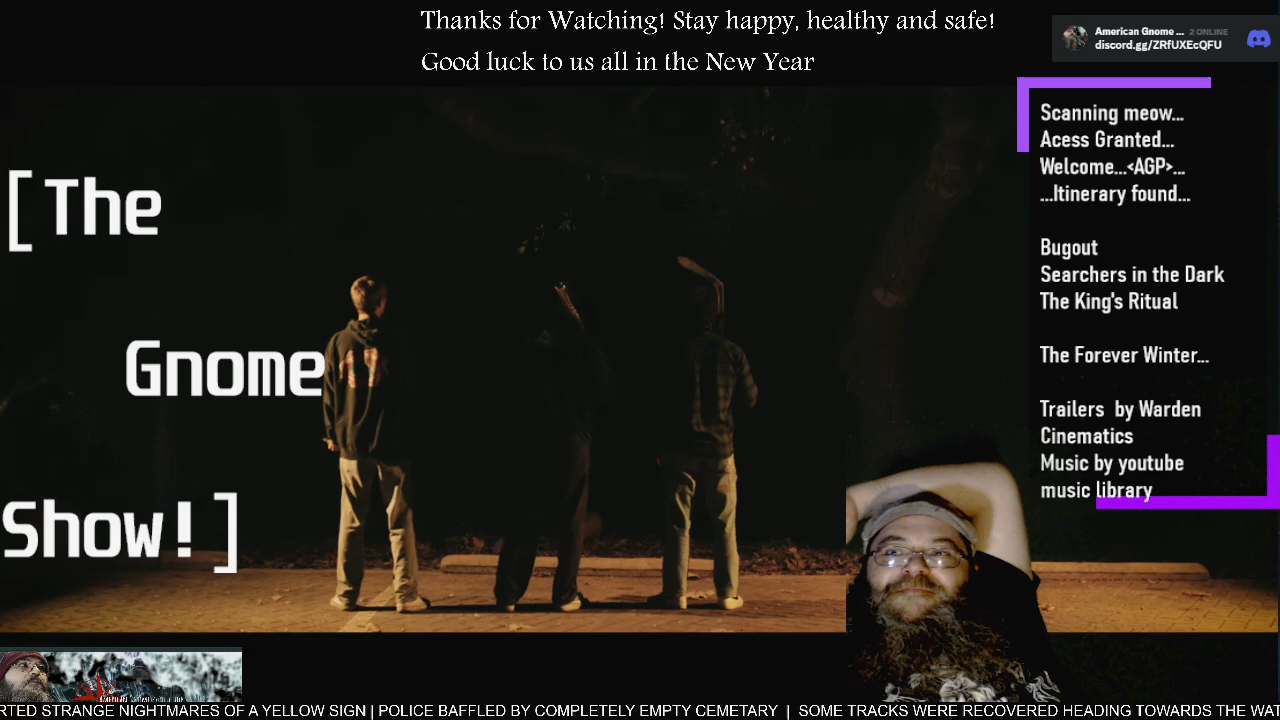 Thanks for Watching! Stay happy, healthy and safe!
Good luck to us all in the New Year
American Gnome ... 2 ONLINE
discord.gg/ZRfUXEcQFU
[The
Gnome
Show!]
17
Scanning meow...
Acess Granted...
Welcome...<AGP>...
...Itinerary found...
Bugout
Searchers in the Dark
The King's Ritual
The Forever Winter...
Trailers by Warden
Cinematics
Music by youtube
music library
RTED STRANGE NIGHTMARES OF A YELLOW SIGN | POLICE BAFFLED BY COMPLETELY EMPTY CEMETARY | SOME TRACKS WERE RECOVERED HEADING TOWARDS THE WAT